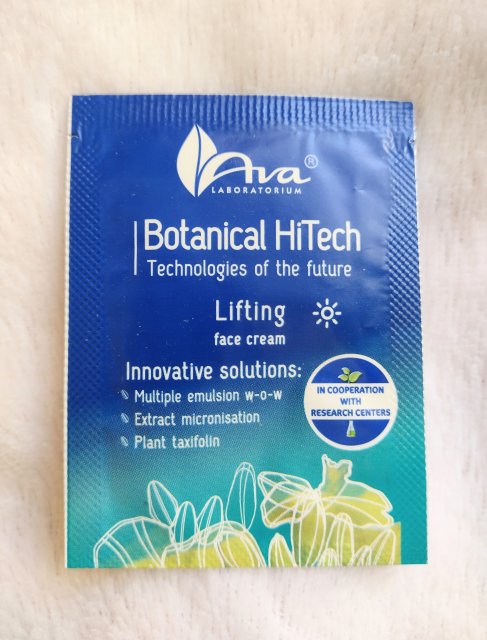 Ava®
LABORATORIUM
Botanical HiTech
Technologies of the future
Lifting
face cream
Innovative solutions:
Multiple emulsion w-o-w
Extract micronisation
Plant taxifolin
IN COOPERATION
WITH
RESEARCH CENTERS